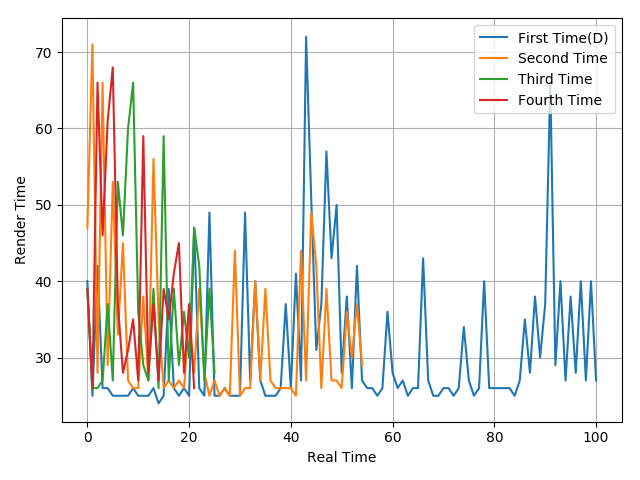 First Time(D)
Second Time
Third Time
Fourth Time
70
60
50
40
30
Render Time
0
20
40
60
80
100
Real Time